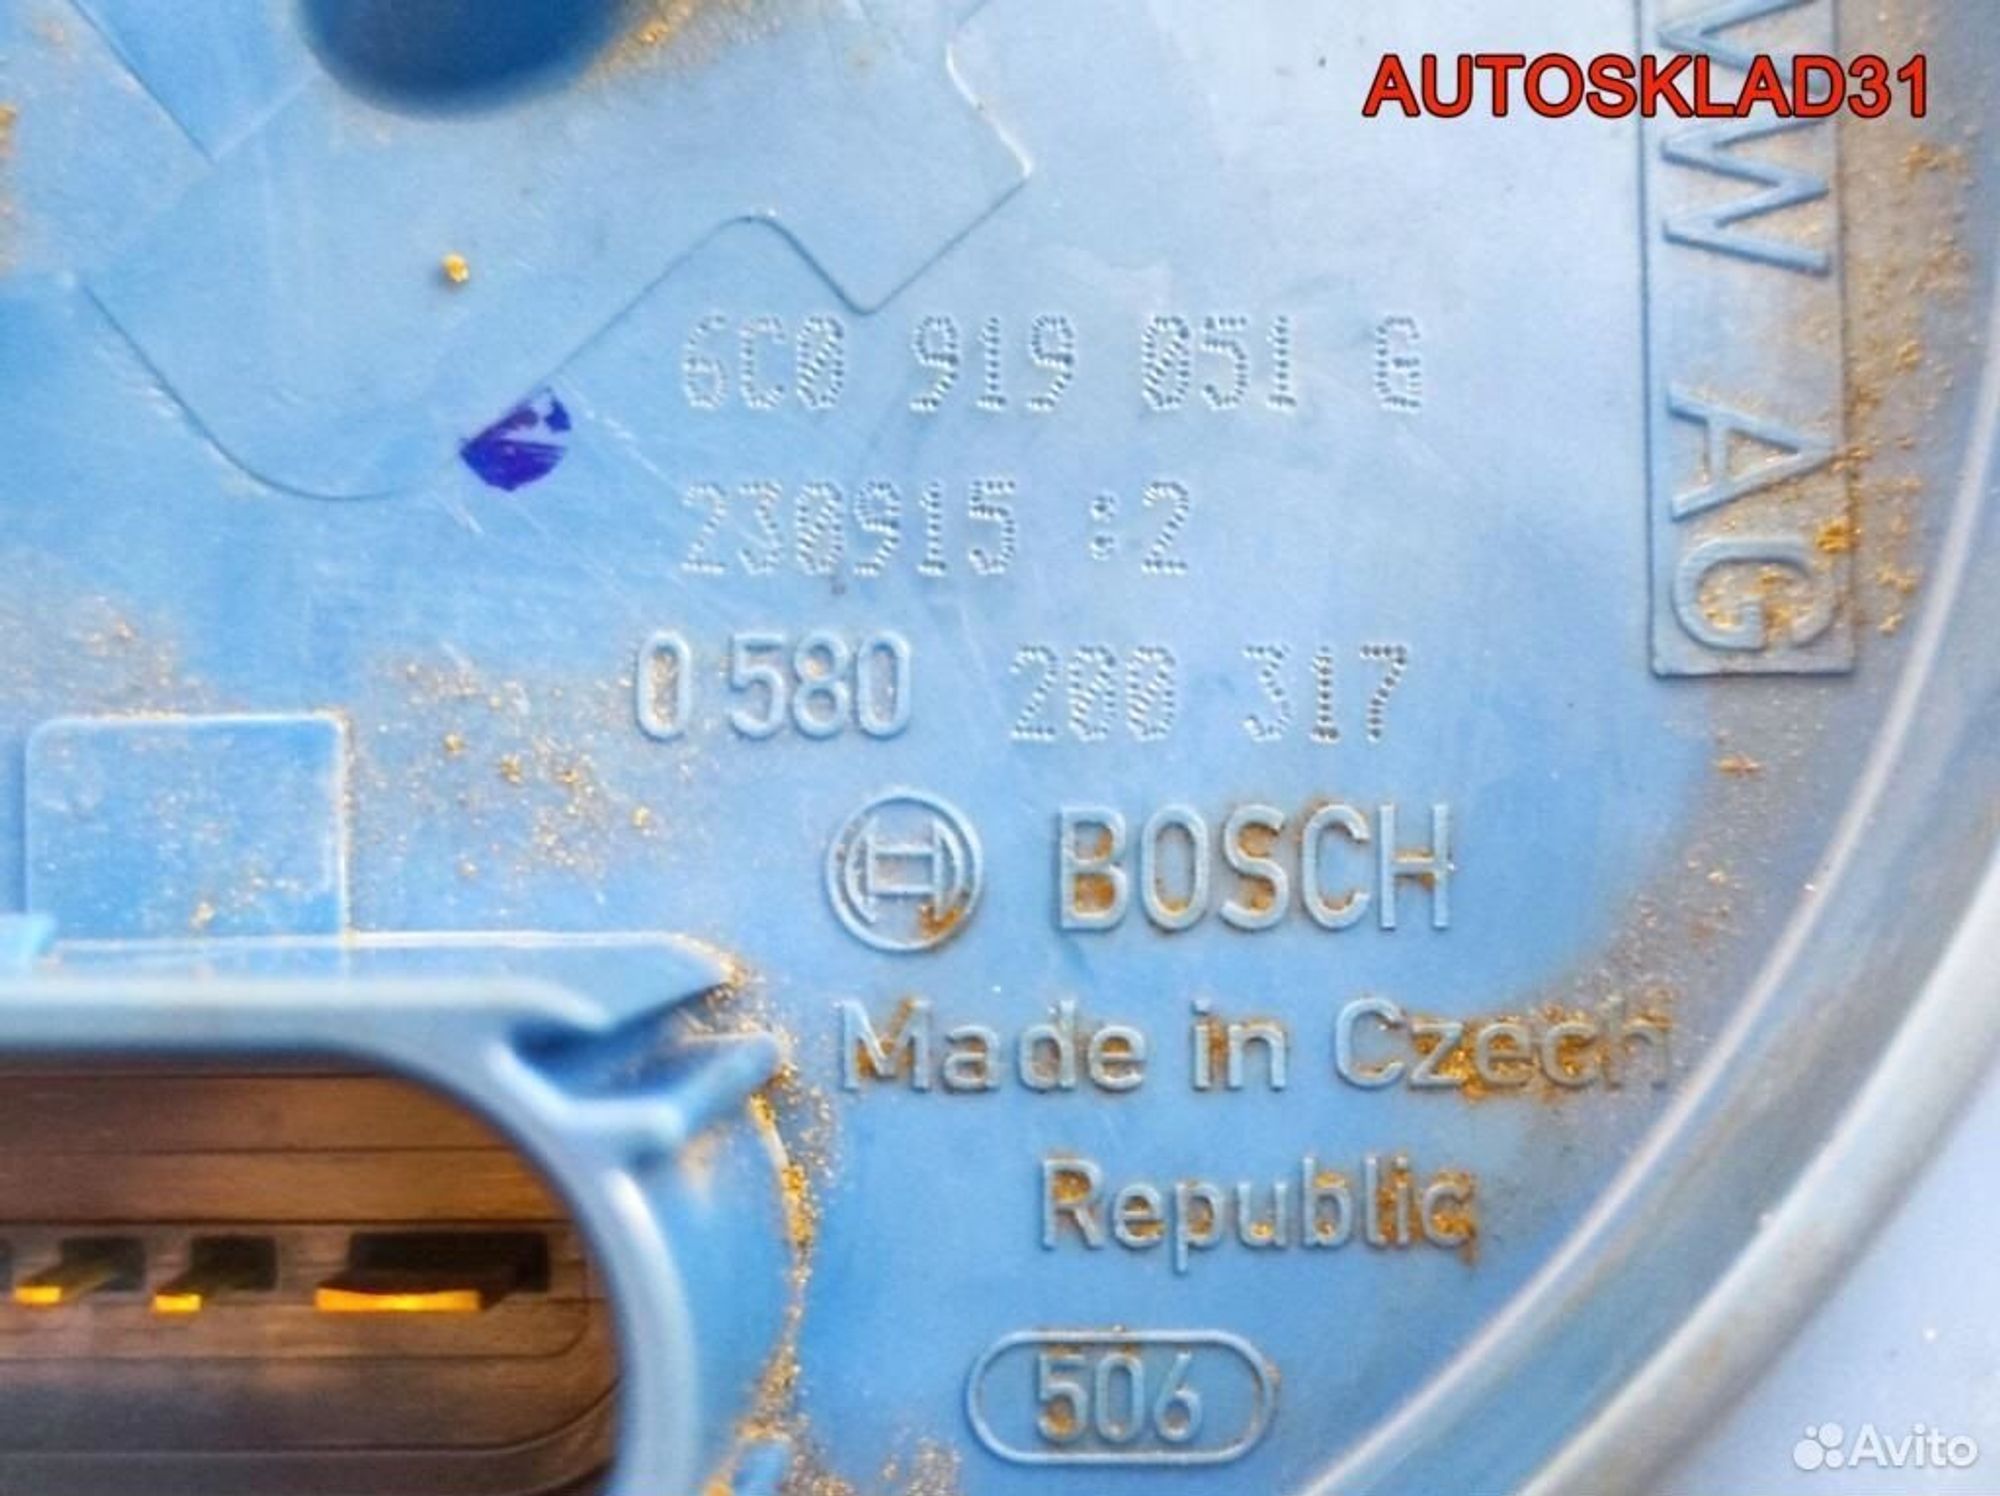 AUTOSKLAD31
VW AG
6C0 919 051 G
230915 :2
0 580 200 317
BOSCH
Made in Czech
Republic
506
Avito